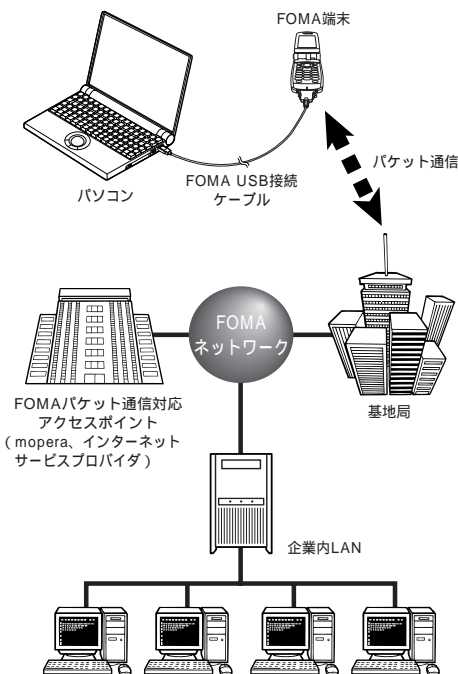 FOMA端末
パケット通信
FOMA USB接続
ケーブル
パソコン
FOMA
ネットワーク
FOMAパケット通信対応
アクセスポイント
（mopera、インターネット
サービスプロバイダ）
基地局
企業内LAN